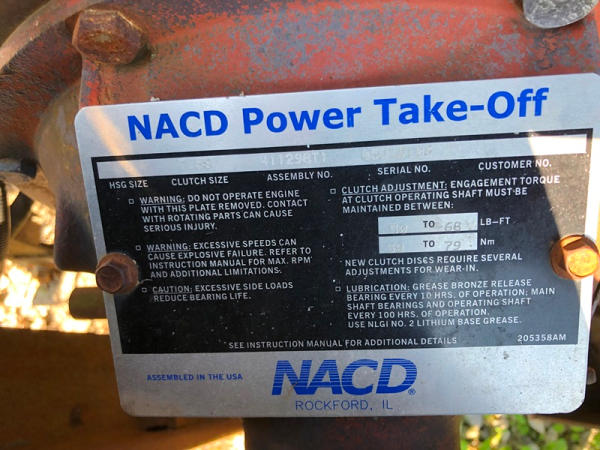 NACD Power Take-Off
HSG SIZE CLUTCH SIZE ASSEMBLY NO. SERIAL NO. CUSTOMER NO.
□ WARNING: DO NOT OPERATE ENGINE
WITH THIS PLATE REMOVED. CONTACT
WITH ROTATING PARTS CAN CAUSE
SERIOUS INJURY.
□ WARNING: EXCESSIVE SPEEDS CAN
CAUSE EXPLOSIVE FAILURE. REFER TO
INSTRUCTION MANUAL FOR MAX. RPM
AND ADDITIONAL LIMITATIONS.
□ CAUTION: EXCESSIVE SIDE LOADS
REDUCE BEARING LIFE.
□ CLUTCH ADJUSTMENT: ENGAGEMENT TORQUE
AT CLUTCH OPERATING SHAFT MUST BE
MAINTAINED BETWEEN:
TO 68 LB-FT
TO 79 Nm
NEW CLUTCH DISCS REQUIRE SEVERAL
ADJUSTMENTS FOR WEAR-IN.
□ LUBRICATION: GREASE BRONZE RELEASE
BEARING EVERY 10 HRS. OF OPERATION; MAIN
SHAFT BEARINGS AND OPERATING SHAFT
EVERY 100 HRS. OF OPERATION.
USE NLGI NO. 2 LITHIUM BASE GREASE.
SEE INSTRUCTION MANUAL FOR ADDITIONAL DETAILS 205358AM
ASSEMBLED IN THE USA
NACD®
ROCKFORD, IL